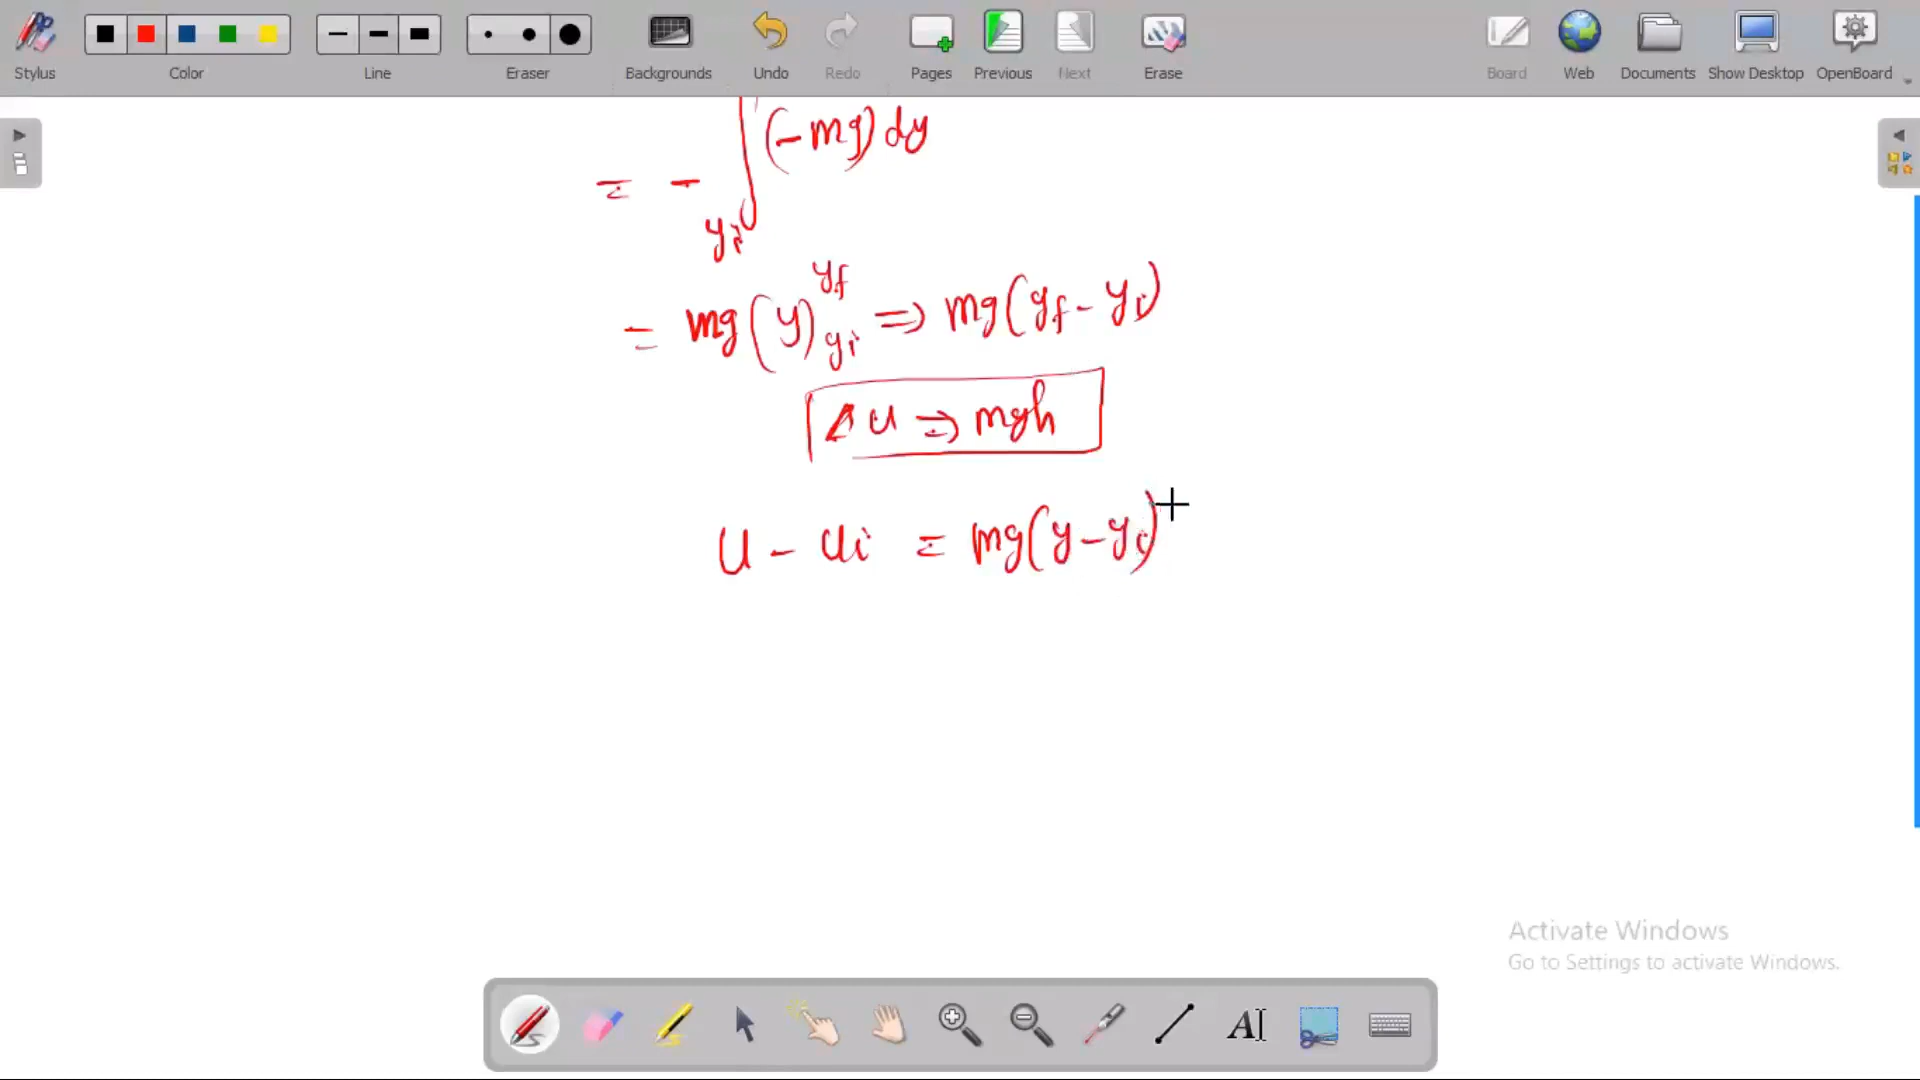 Stylus Color Line Eraser Backgrounds Undo Redo Pages Previous Next Erase Board Web Documents Show Desktop OpenBoard
= - ∫ (-mg) dy
yi
= mg(y) yf yi ⇒ mg(yf - yi)
Δu ⇒ mgh
U - Ui = mg(y-yi)
Activate Windows
Go to Settings to activate Windows.
AI